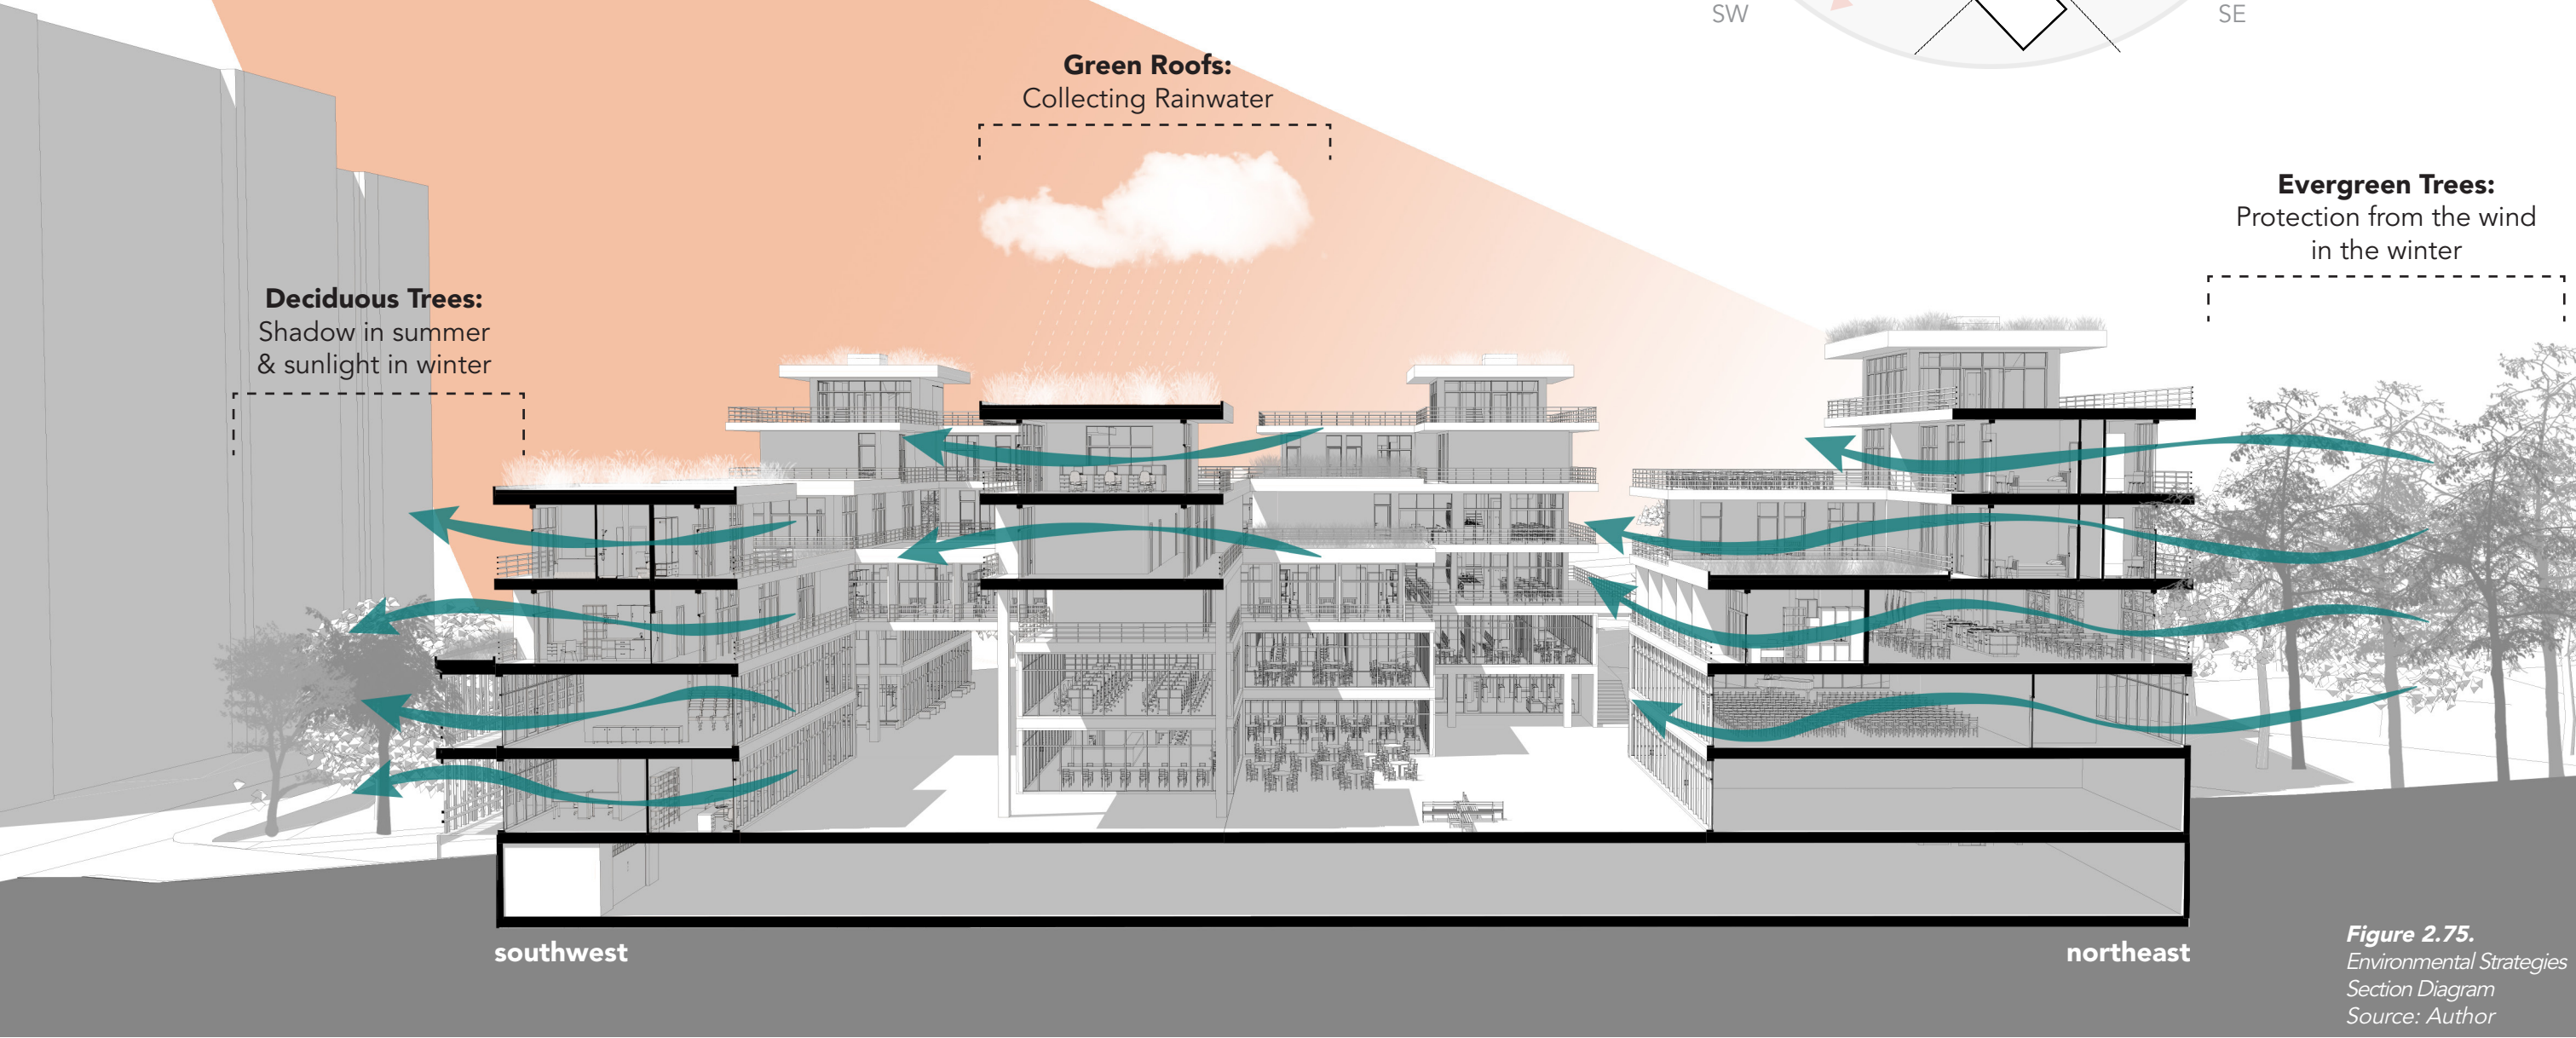 SW
SE
Green Roofs:
Collecting Rainwater
Evergreen Trees:
Protection from the wind
in the winter
Deciduous Trees:
Shadow in summer
& sunlight in winter
southwest
northeast
Figure 2.75.
Environmental Strategies
Section Diagram
Source: Author